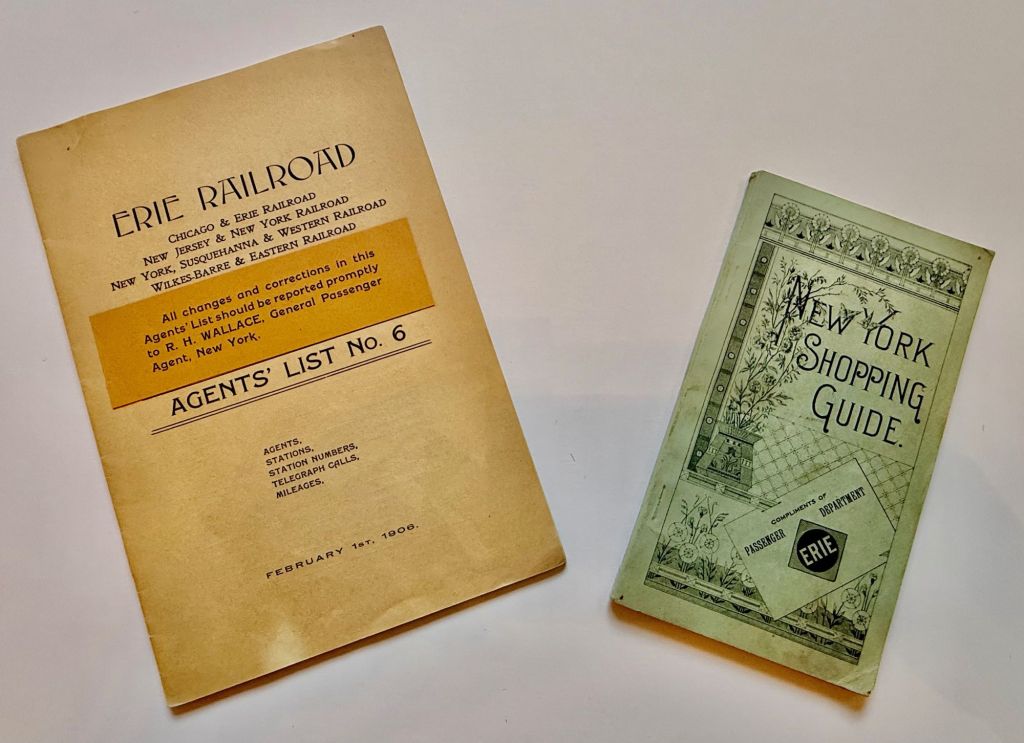 ERIE RAILROAD
CHICAGO & ERIE RAILROAD
NEW JERSEY & NEW YORK RAILROAD
NEW YORK, SUSQUEHANNA & WESTERN RAILROAD
WILKES-BARRE & EASTERN RAILROAD
All changes and corrections in this
Agents' List should be reported promptly
to R. H. WALLACE, General Passenger
Agent, New York.
AGENTS' LIST No. 6
AGENTS,
STATIONS,
STATION NUMBERS,
TELEGRAPH CALLS,
MILEAGES.
FEBRUARY 1ST, 1906.
NEW YORK
SHOPPING
GUIDE.
COMPLIMENTS OF
PASSENGER DEPARTMENT
ERIE